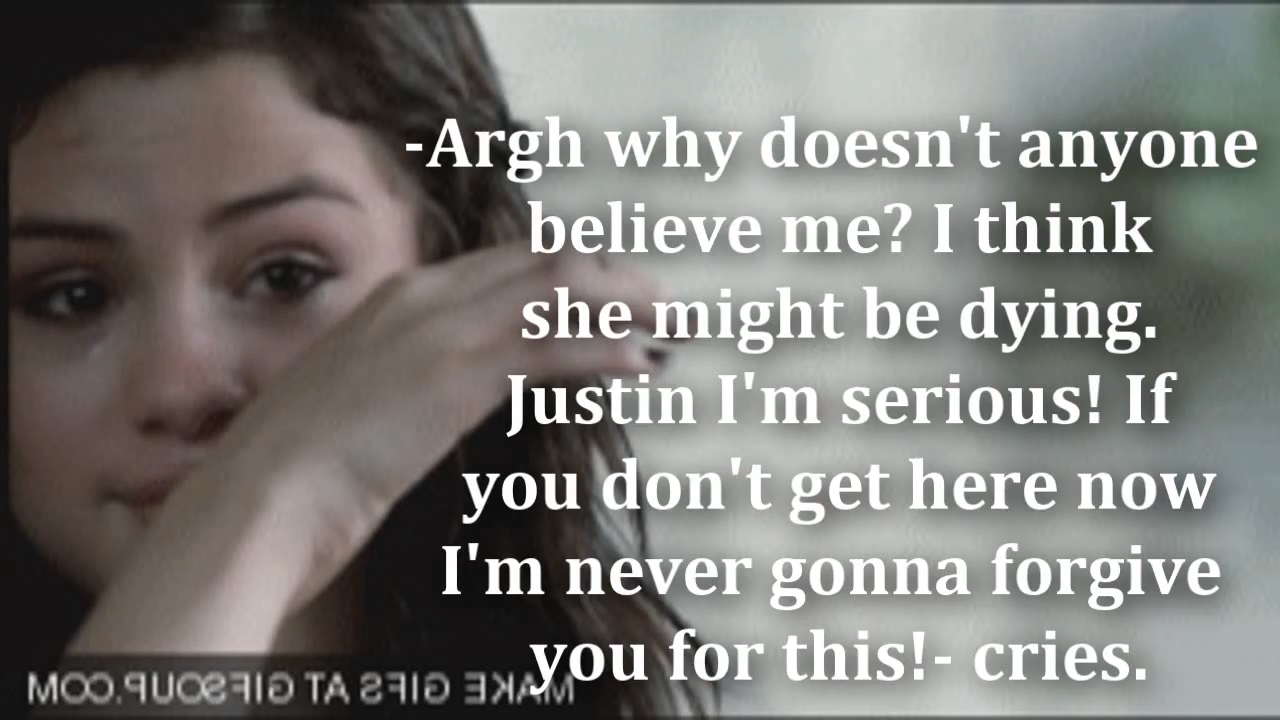 -Argh why doesn't anyone
believe me? I think
she might be dying.
Justin I'm serious! If
you don't get here now
I'm never gonna forgive
you for this!- cries.
MAKE GIFS AT GIFSOUP.COM